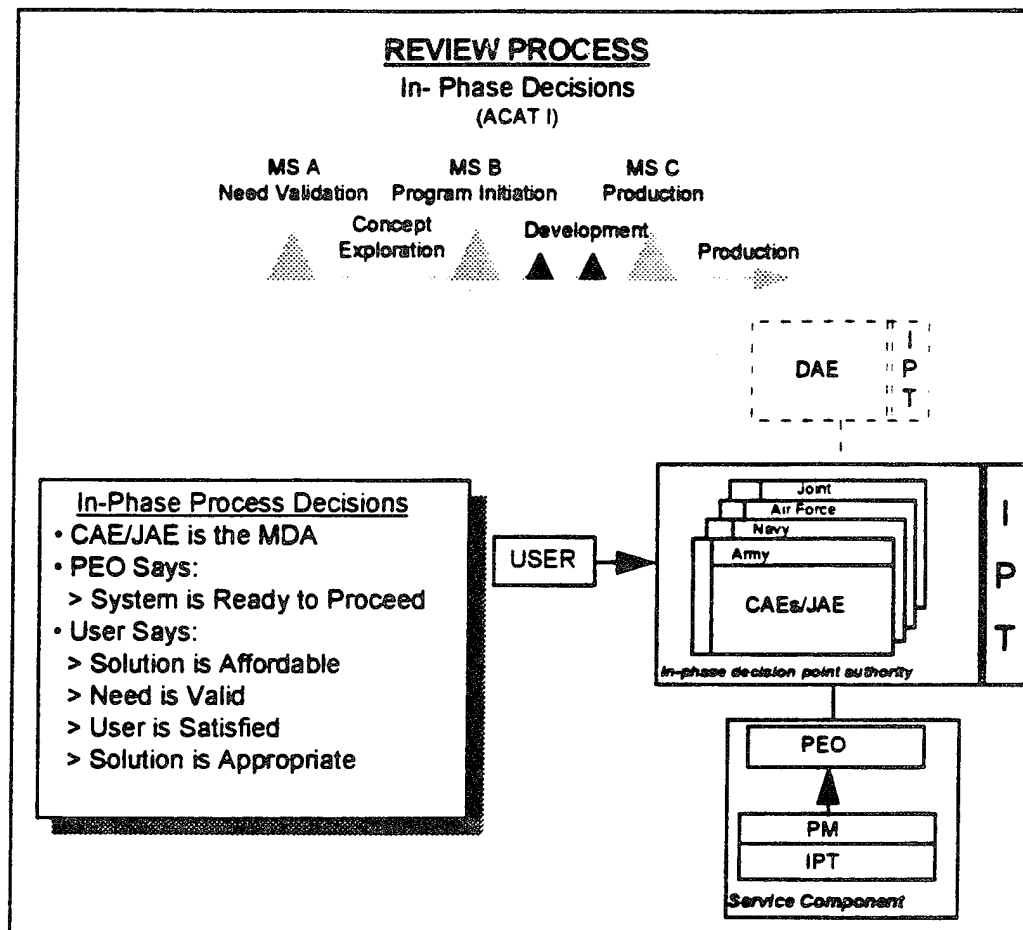 REVIEW PROCESS
In- Phase Decisions
(ACAT I)
MS A
Need Validation
MS B
Program Initiation
MS C
Production
Concept
Exploration
Development
Production
DAE
I
P
T
In-Phase Process Decisions
• CAE/JAE is the MDA
• PEO Says:
> System is Ready to Proceed
• User Says:
> Solution is Affordable
> Need is Valid
> User is Satisfied
> Solution is Appropriate
USER
Joint
Air Force
Navy
Army
CAEs/JAE
In-phase decision point authority
I
P
T
PEO
PM
IPT
Service Component